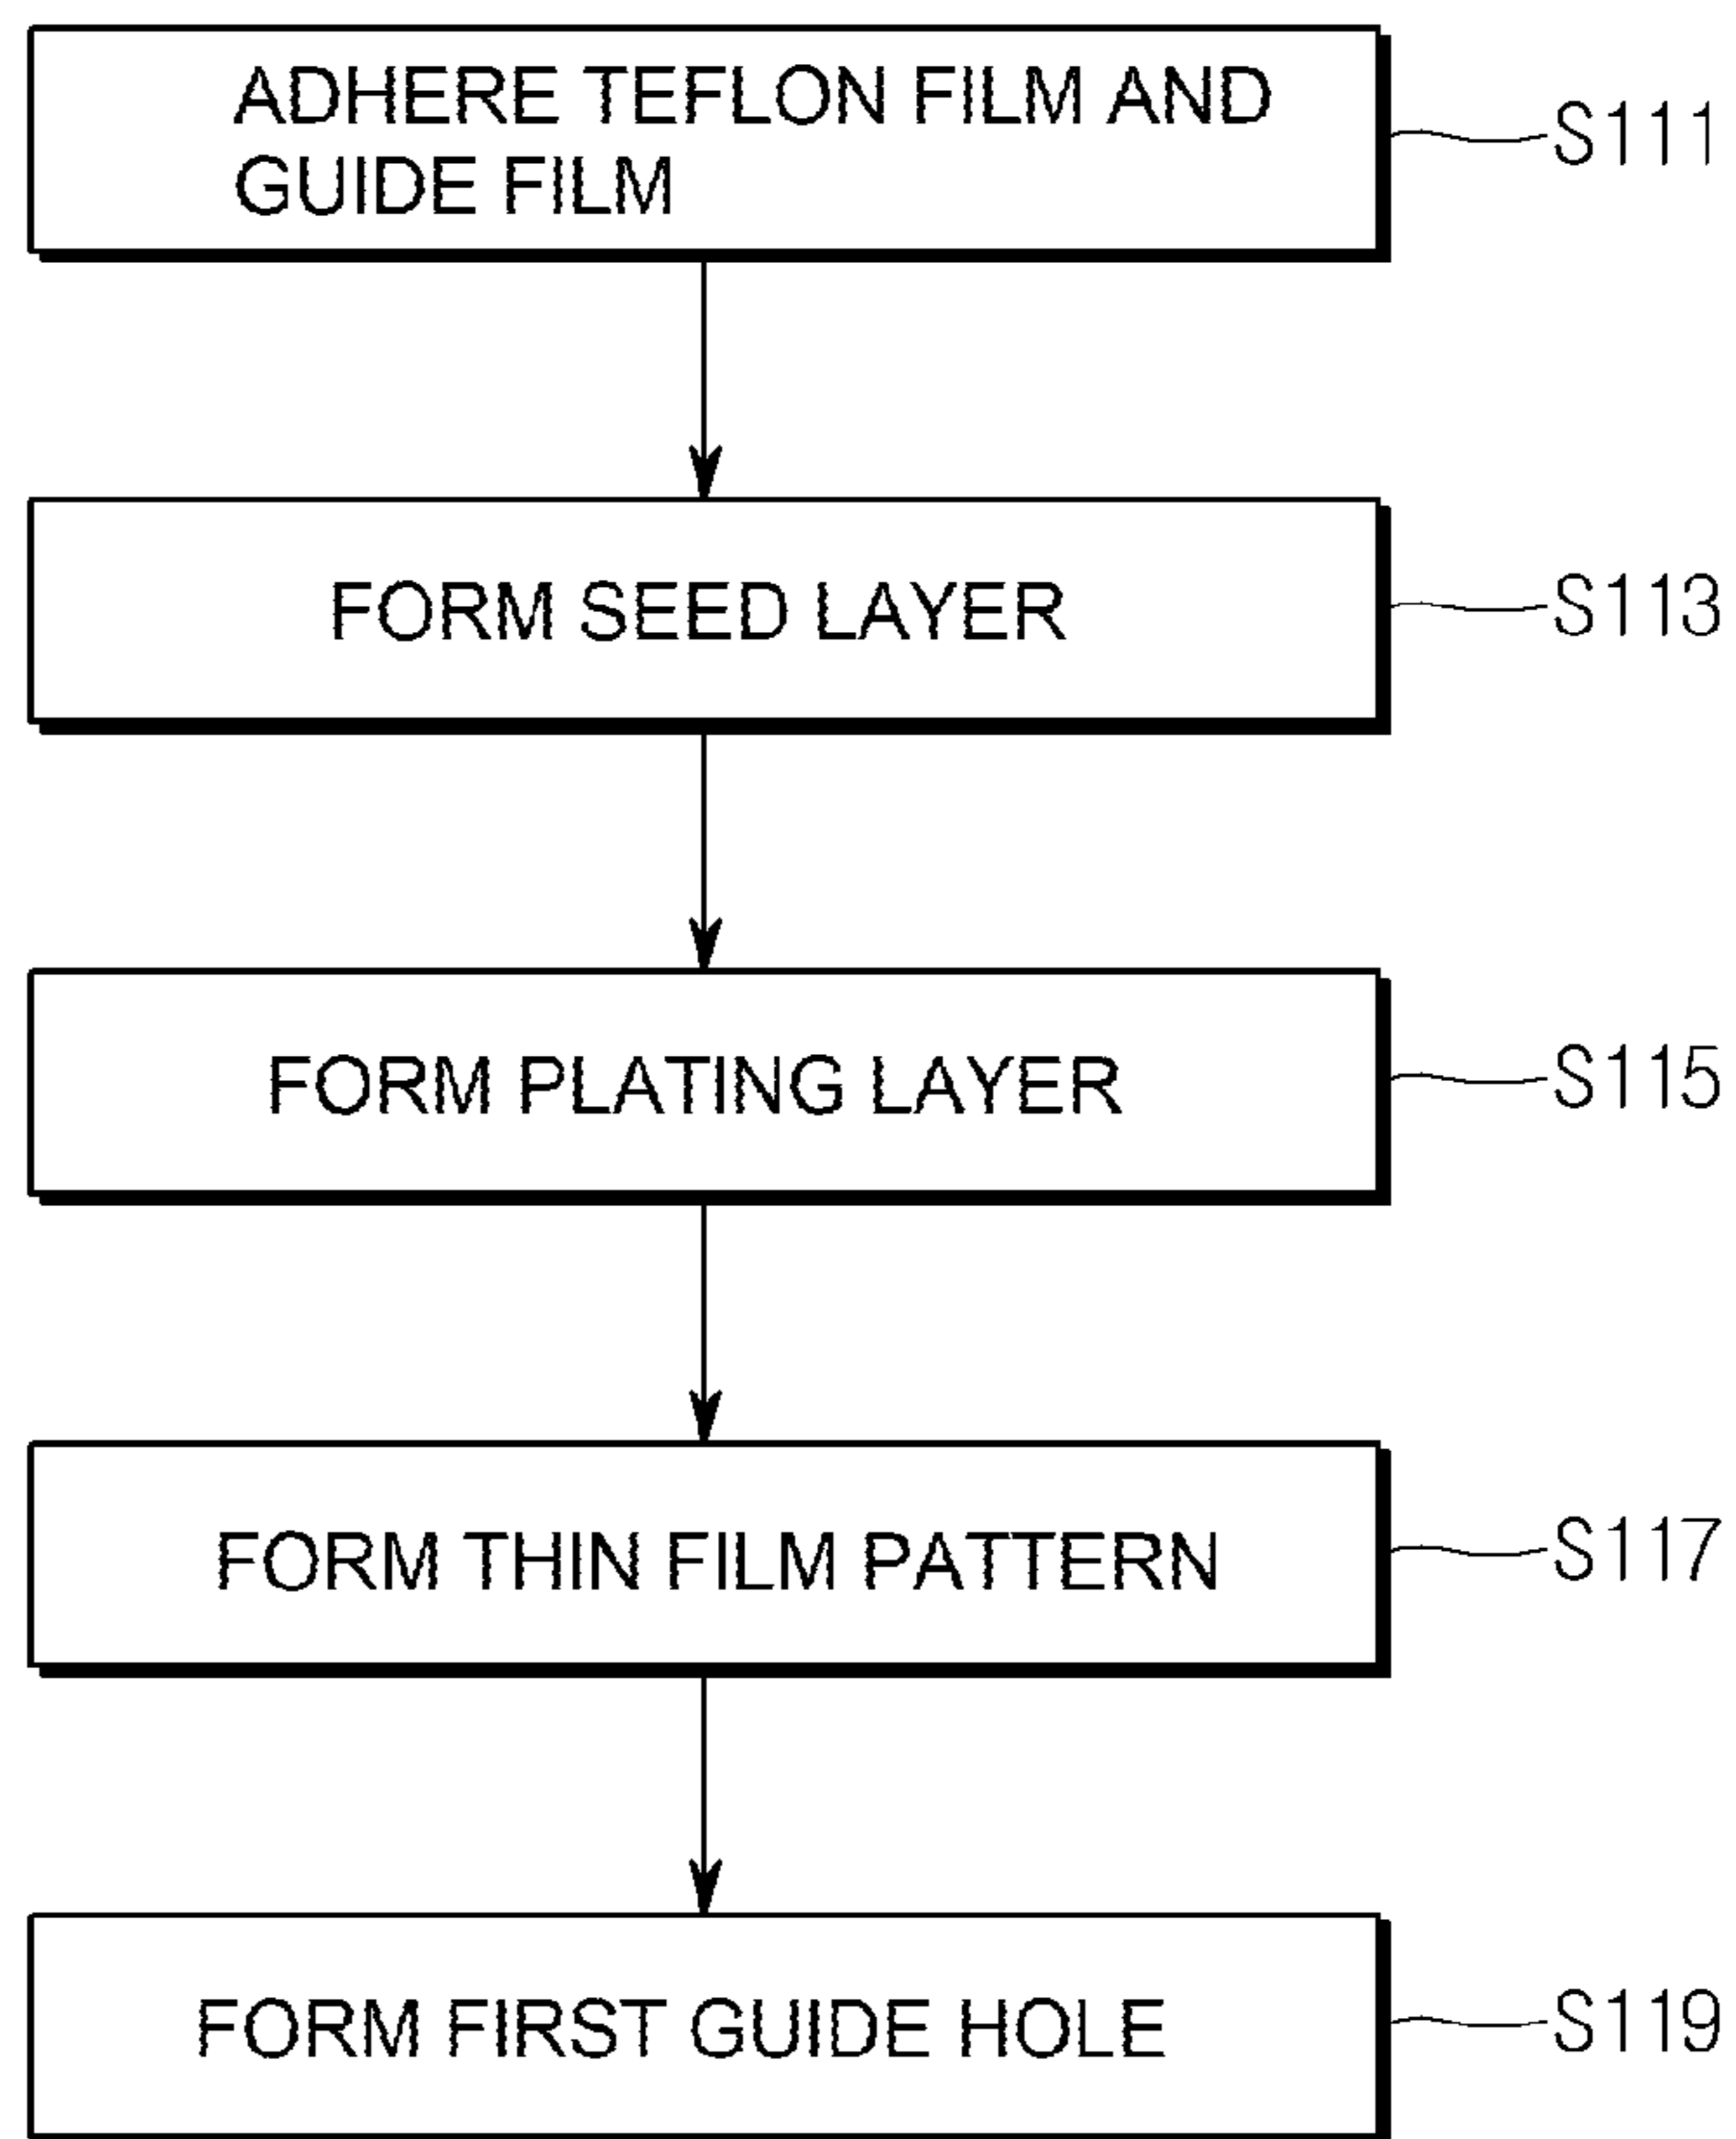 ADHERE TEFLON FILM AND
GUIDE FILM
S111
FORM SEED LAYER
S113
FORM PLATING LAYER
S115
FORM THIN FILM PATTERN
S117
FORM FIRST GUIDE HOLE
S119